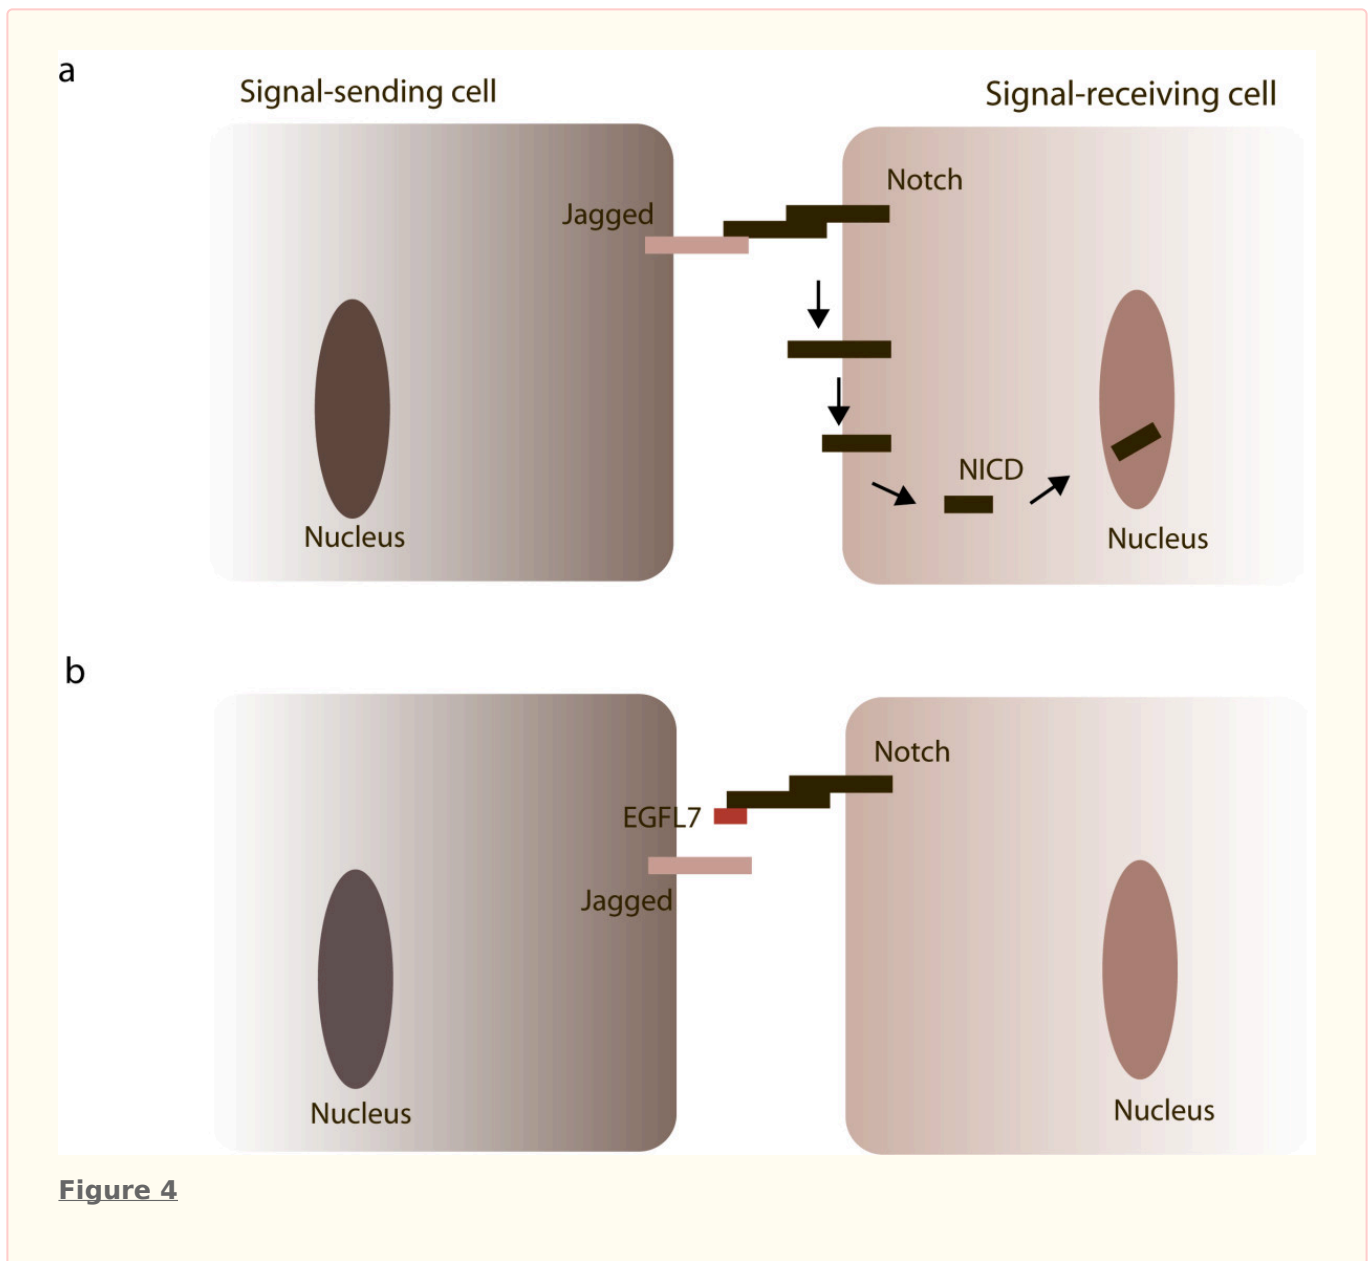 a
Signal-sending cell
Signal-receiving cell
Notch
Jagged
NICD
Nucleus
Nucleus
b
Notch
EGFL7
Jagged
Nucleus
Nucleus
Figure 4